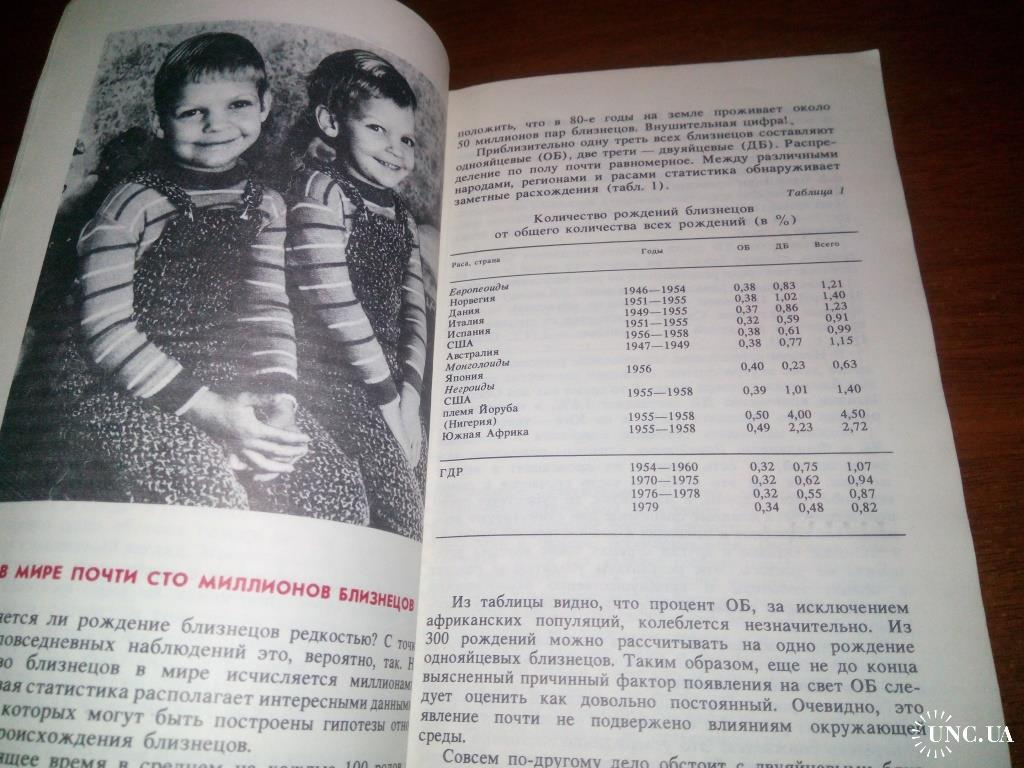 В МИРЕ ПОЧТИ СТО МИЛЛИОНОВ БЛИЗНЕЦОВ
ли рождение близнецов редкостью? С
повседневных наблюдений это, вероятно, так.
близнецов в мире исчисляется
статистика располагает интересными
которых могут быть построены гипотезы
близнецов.
время в среднем на каждые 100
положить, что в 80-е годы на земле проживает около
50 миллионов пар близнецов. Внушительная цифра!
Приблизительно одну треть всех близнецов составляют
однояйцевые (ОБ), две трети — двуяйцевые (ДБ). Распре-
деление по полу почти равномерное. Между различными
народами, регионами и расами статистика обнаруживает
заметные расхождения (табл. 1).
Таблица 1
Количество рождений близнецов
от общего количества всех рождений (в %)
Раса, страна Годы ОБ ДБ Всего
Европеоиды
Норвегия 1946—1954 0,38 0,83 1,21
Дания 1951—1955 0,38 1,02 1,40
Италия 1949—1955 0,37 0,86 1,23
Испания 1951—1955 0,32 0,59 0,91
США 1956—1958 0,38 0,61 0,99
Австралия 1947—1949 0,38 0,77 1,15
Монголоиды
Япония 1956 0,40 0,23 0,63
Негроиды
США 1955—1958 0,39 1,01 1,40
племя Йоруба
(Нигерия) 1955—1958 0,50 4,00 4,50
Южная Африка 1955—1958 0,49 2,23 2,72
ГДР 1954—1960 0,32 0,75 1,07
1970—1975 0,32 0,62 0,94
1976—1978 0,32 0,55 0,87
1979 0,34 0,48 0,82
Из таблицы видно, что процент ОБ, за исключением
африканских популяций, колеблется незначительно. Из
300 рождений можно рассчитывать на одно рождение
однояйцевых близнецов. Таким образом, еще не до конца
выясненный причинный фактор появления на свет ОБ сле-
дует оценить как довольно постоянный. Очевидно, это
явление почти не подвержено влияниям окружающей
среды.
Совсем по-другому дело обстоит с двуяйцевыми
UNC.UA